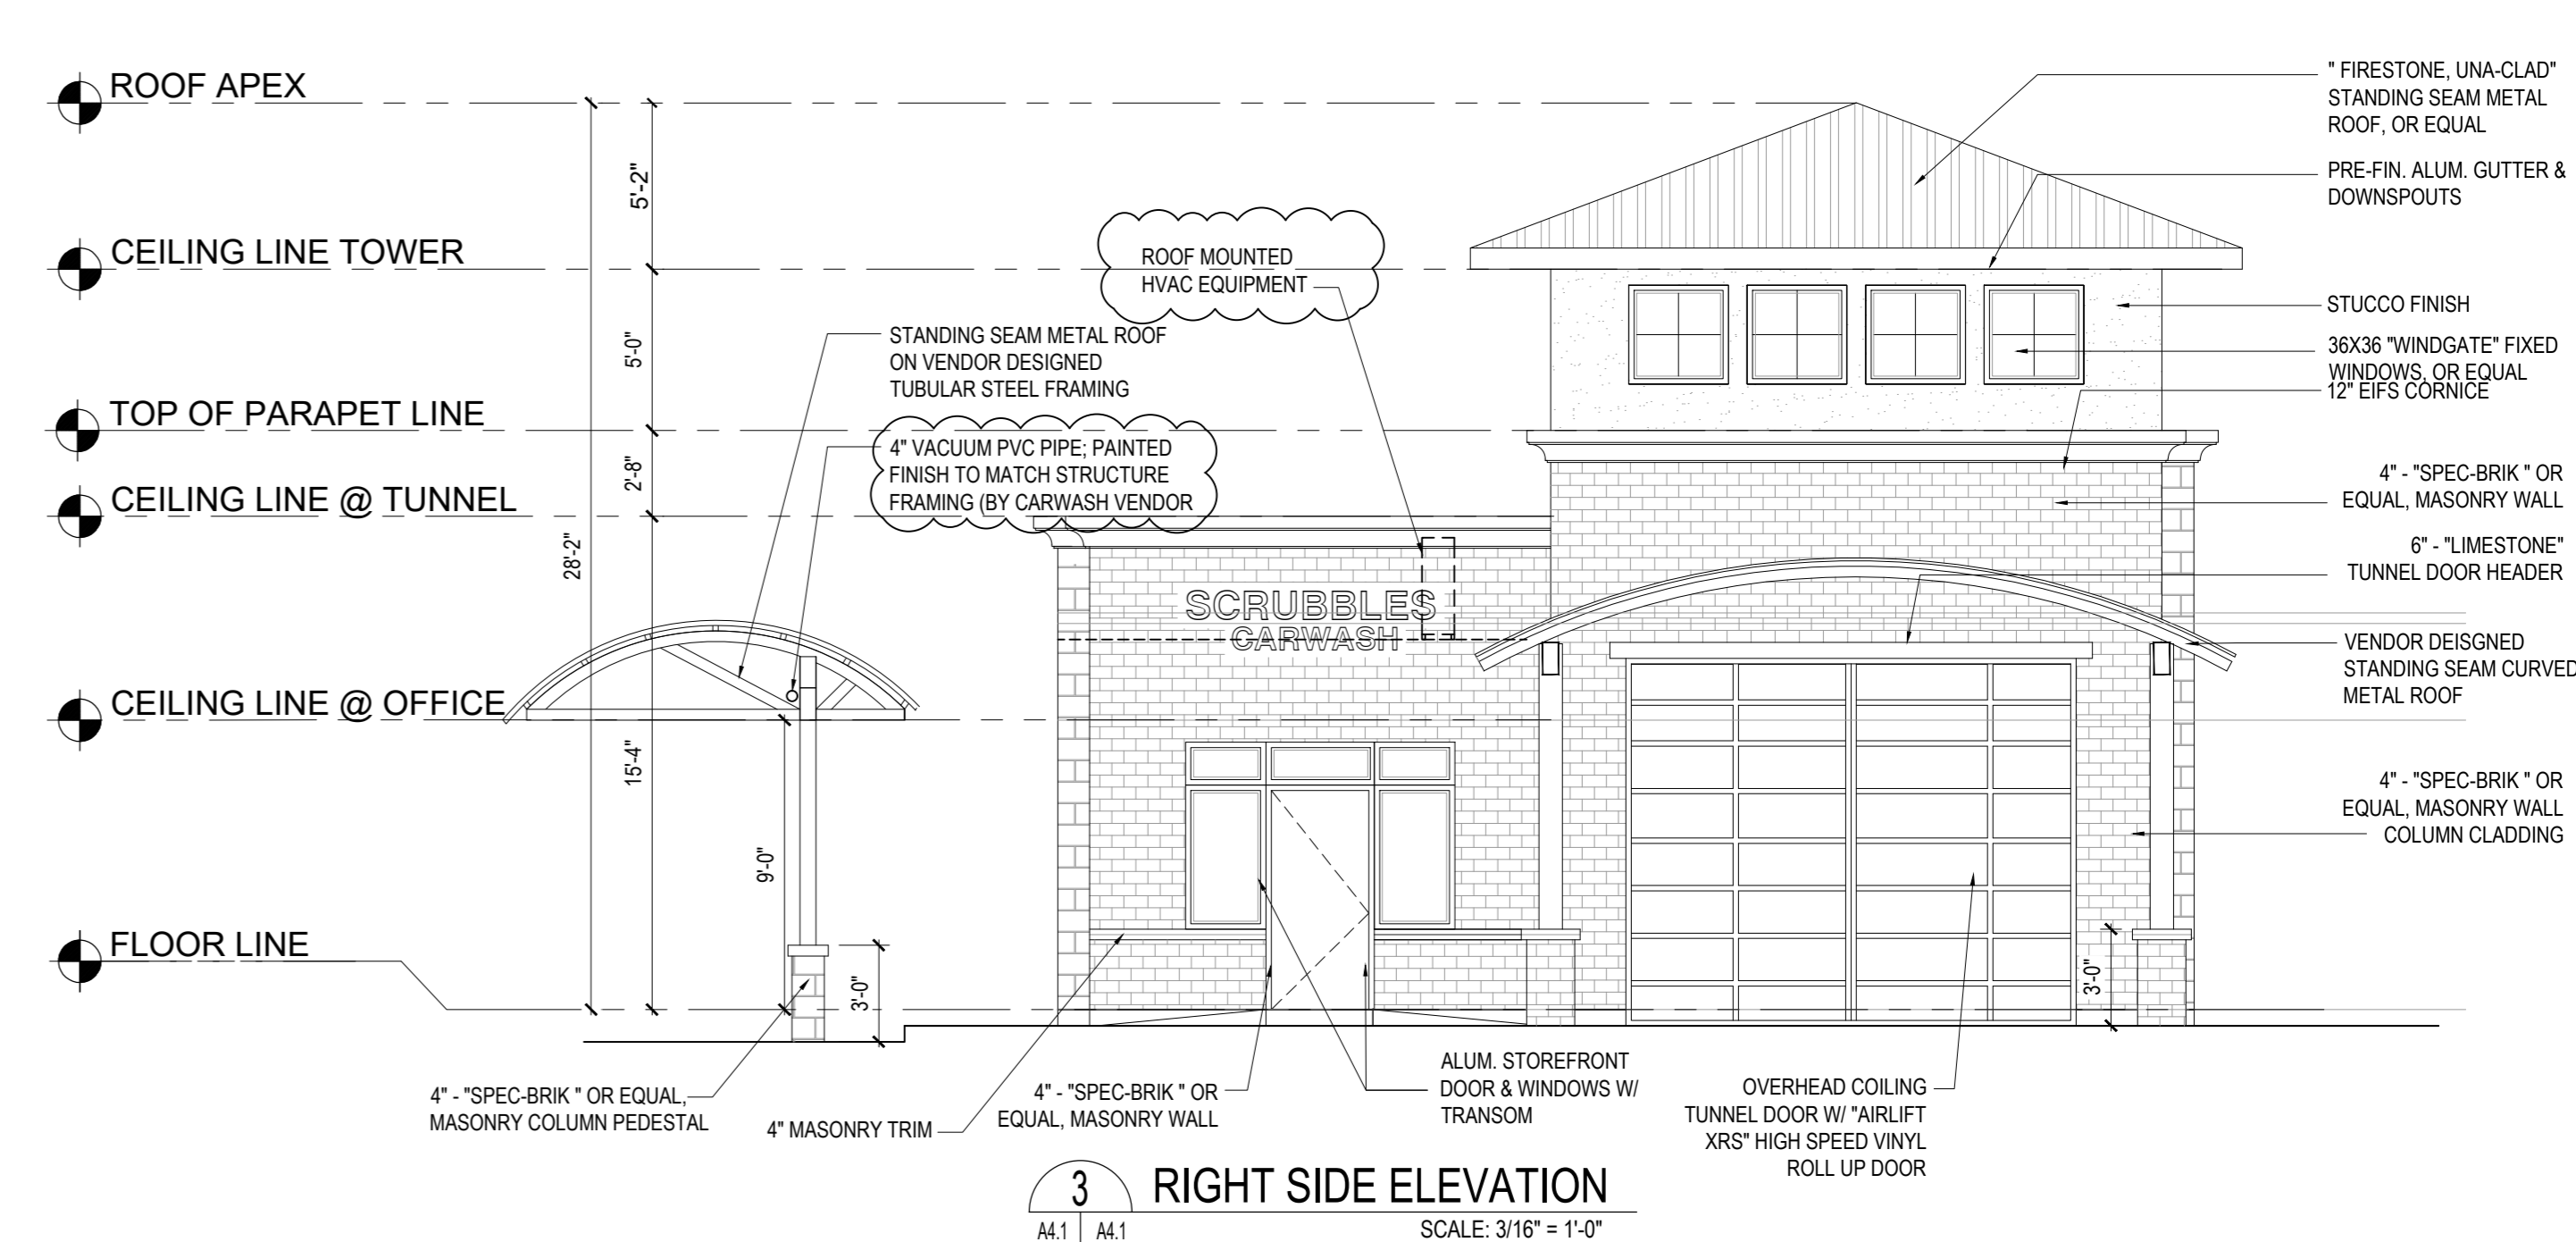 ROOF APEX
CEILING LINE TOWER
TOP OF PARAPET LINE
CEILING LINE @ TUNNEL
CEILING LINE @ OFFICE
FLOOR LINE
5'-2"
5'-0"
2'-8"
28'-2"
15'-4"
9'-0"
3'-0"
ROOF MOUNTED
HVAC EQUIPMENT
STANDING SEAM METAL ROOF
ON VENDOR DESIGNED
TUBULAR STEEL FRAMING
4" VACUUM PVC PIPE; PAINTED
FINISH TO MATCH STRUCTURE
FRAMING (BY CARWASH VENDOR
SCRUBBLES
CARWASH
" FIRESTONE, UNA-CLAD"
STANDING SEAM METAL
ROOF, OR EQUAL
PRE-FIN. ALUM. GUTTER &
DOWNSPOUTS
STUCCO FINISH
36X36 "WINDGATE" FIXED
WINDOWS, OR EQUAL
12" EIFS CORNICE
4" - "SPEC-BRIK " OR
EQUAL, MASONRY WALL
6" - "LIMESTONE"
TUNNEL DOOR HEADER
VENDOR DEISGNED
STANDING SEAM CURVED
METAL ROOF
4" - "SPEC-BRIK " OR
EQUAL, MASONRY WALL
COLUMN CLADDING
3'-0"
4" - "SPEC-BRIK " OR EQUAL,
MASONRY COLUMN PEDESTAL
4" MASONRY TRIM
4" - "SPEC-BRIK " OR
EQUAL, MASONRY WALL
ALUM. STOREFRONT
DOOR & WINDOWS W/
TRANSOM
OVERHEAD COILING
TUNNEL DOOR W/ "AIRLIFT
XRS" HIGH SPEED VINYL
ROLL UP DOOR
3
RIGHT SIDE ELEVATION
A4.1 A4.1
SCALE: 3/16" = 1'-0"